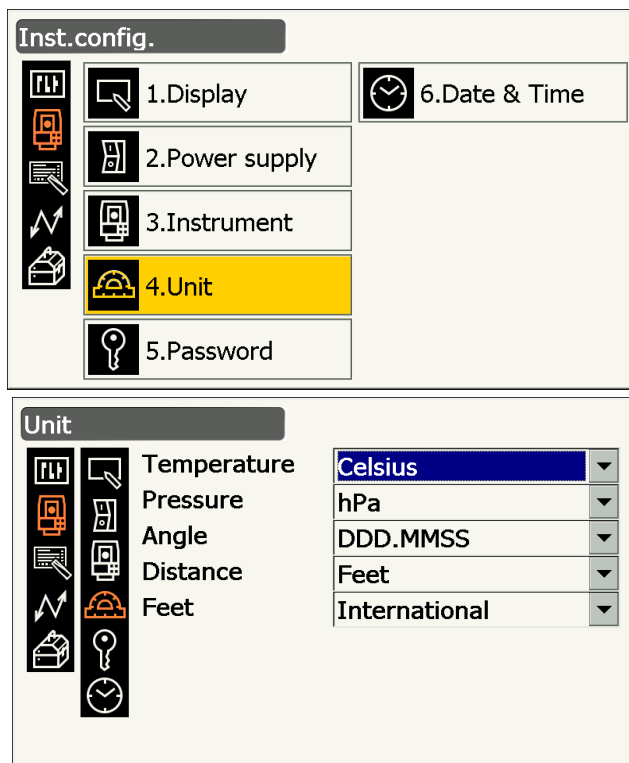 Inst.config.
1.Display
6.Date & Time
2.Power supply
3.Instrument
4.Unit
5.Password
Unit
Temperature Celsius
Pressure hPa
Angle DDD.MMSS
Distance Feet
Feet International